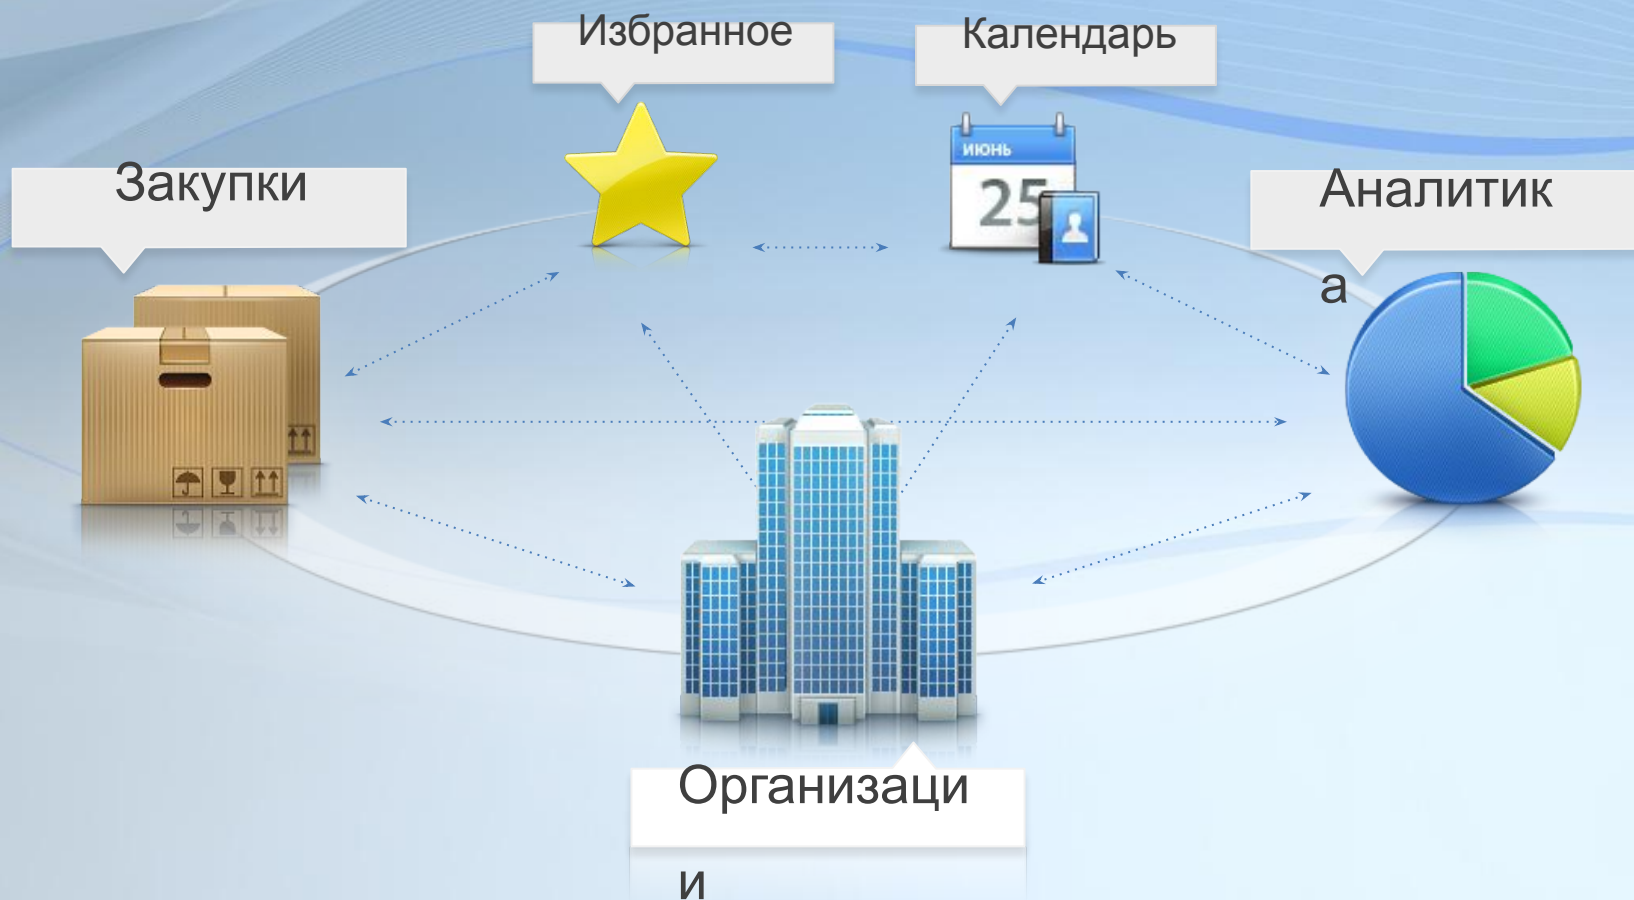 Избранное
Календарь
Закупки
Аналитик
а
ИЮНЬ
25
Организаци
и